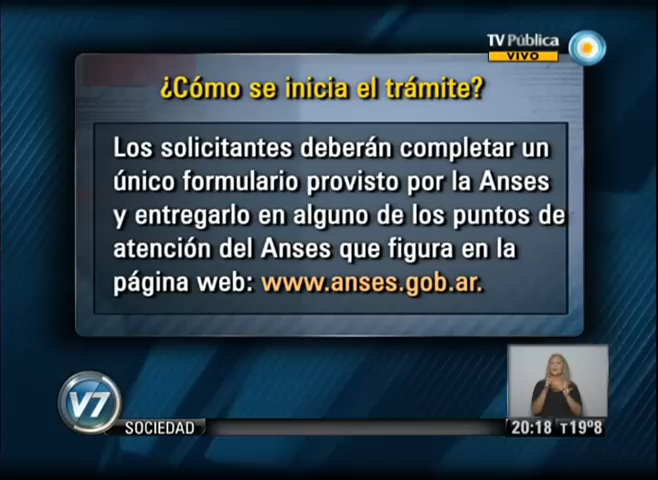 TV Pública
VIVO
¿Cómo se inicia el trámite?
Los solicitantes deberán completar un
único formulario provisto por la Anses
y entregarlo en alguno de los puntos de
atención del Anses que figura en la
página web: www.anses.gob.ar.
V7
SOCIEDAD
20:18 T19º8